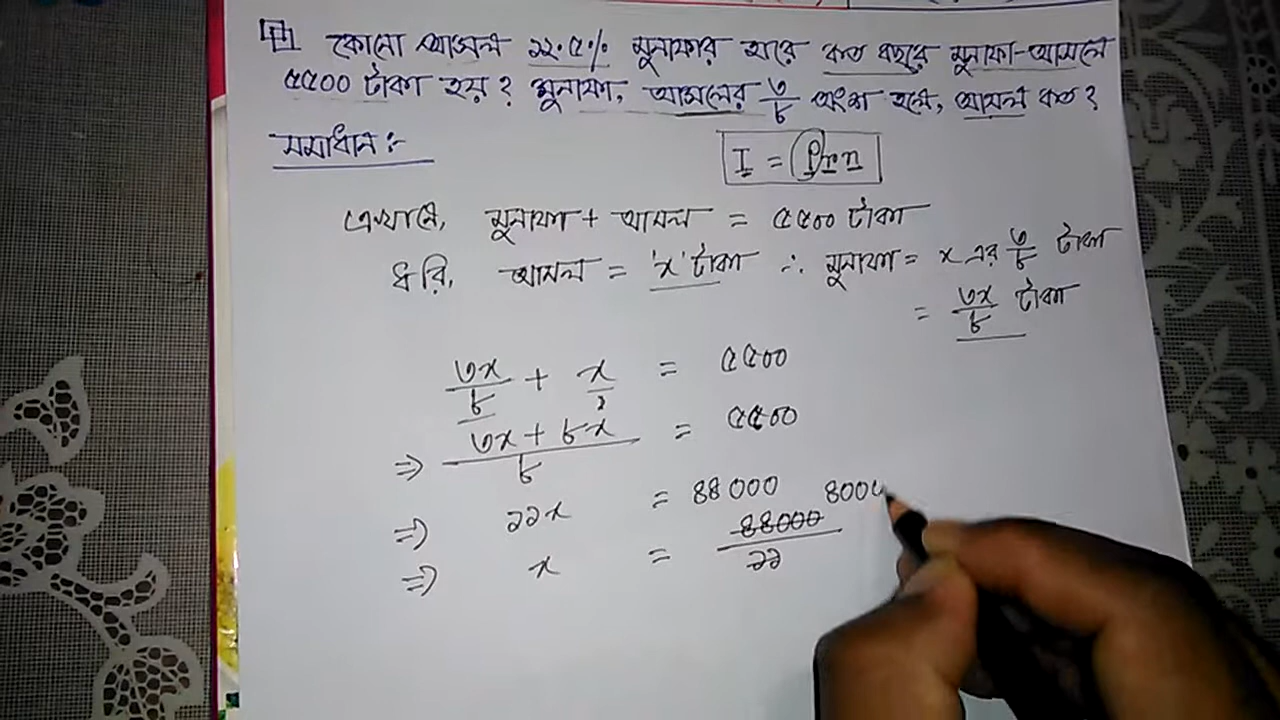 কোনো আসল ১২.৫% মুনাফার হারে কত বছরে মুনাফা-আসলে
৫৫০০ টাকা হয়? মুনাফা, আসলের ৩/৮ অংশ হলে, আসল কত?
সমাধান :-
I = Prn
এখানে, মুনাফা + আসল = ৫৫০০ টাকা
ধরি, আসল = 'x' টাকা ∴ মুনাফা = x এর ৩/৮ টাকা
= ৩x/৮ টাকা
৩x/৮ + x/১ = ৫৫০০
⇒ ৩x + ৮x/৮ = ৫৫০০
⇒ ১১x = ৪৪০০০
⇒ x = ৪৪০০০/১১ ৪০০০